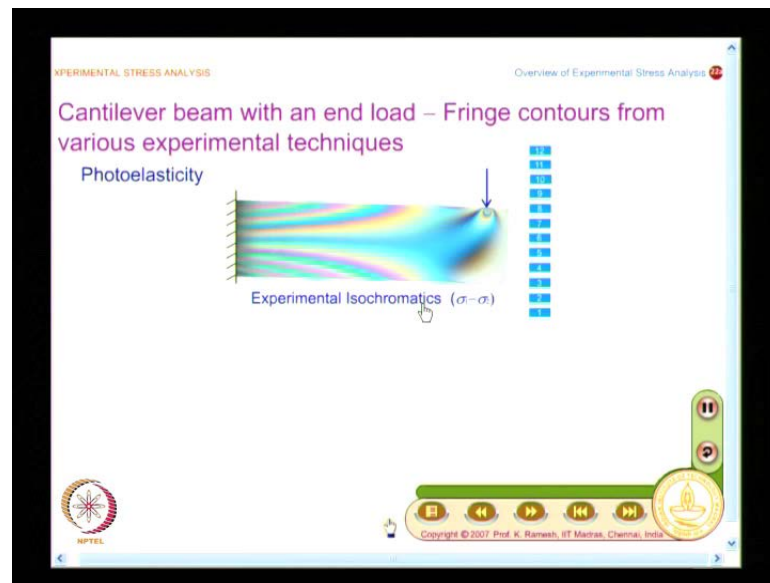 XPERIMENTAL STRESS ANALYSIS
Overview of Experimental Stress Analysis 22a
Cantilever beam with an end load – Fringe contours from
various experimental techniques
Photoelasticity
12
11
10
9
8
7
6
5
4
3
2
1
Experimental Isochromatics (σ₁–σ₂)
NPTEL
Copyright © 2007 Prof. K. Ramesh, IIT Madras, Chennai, India